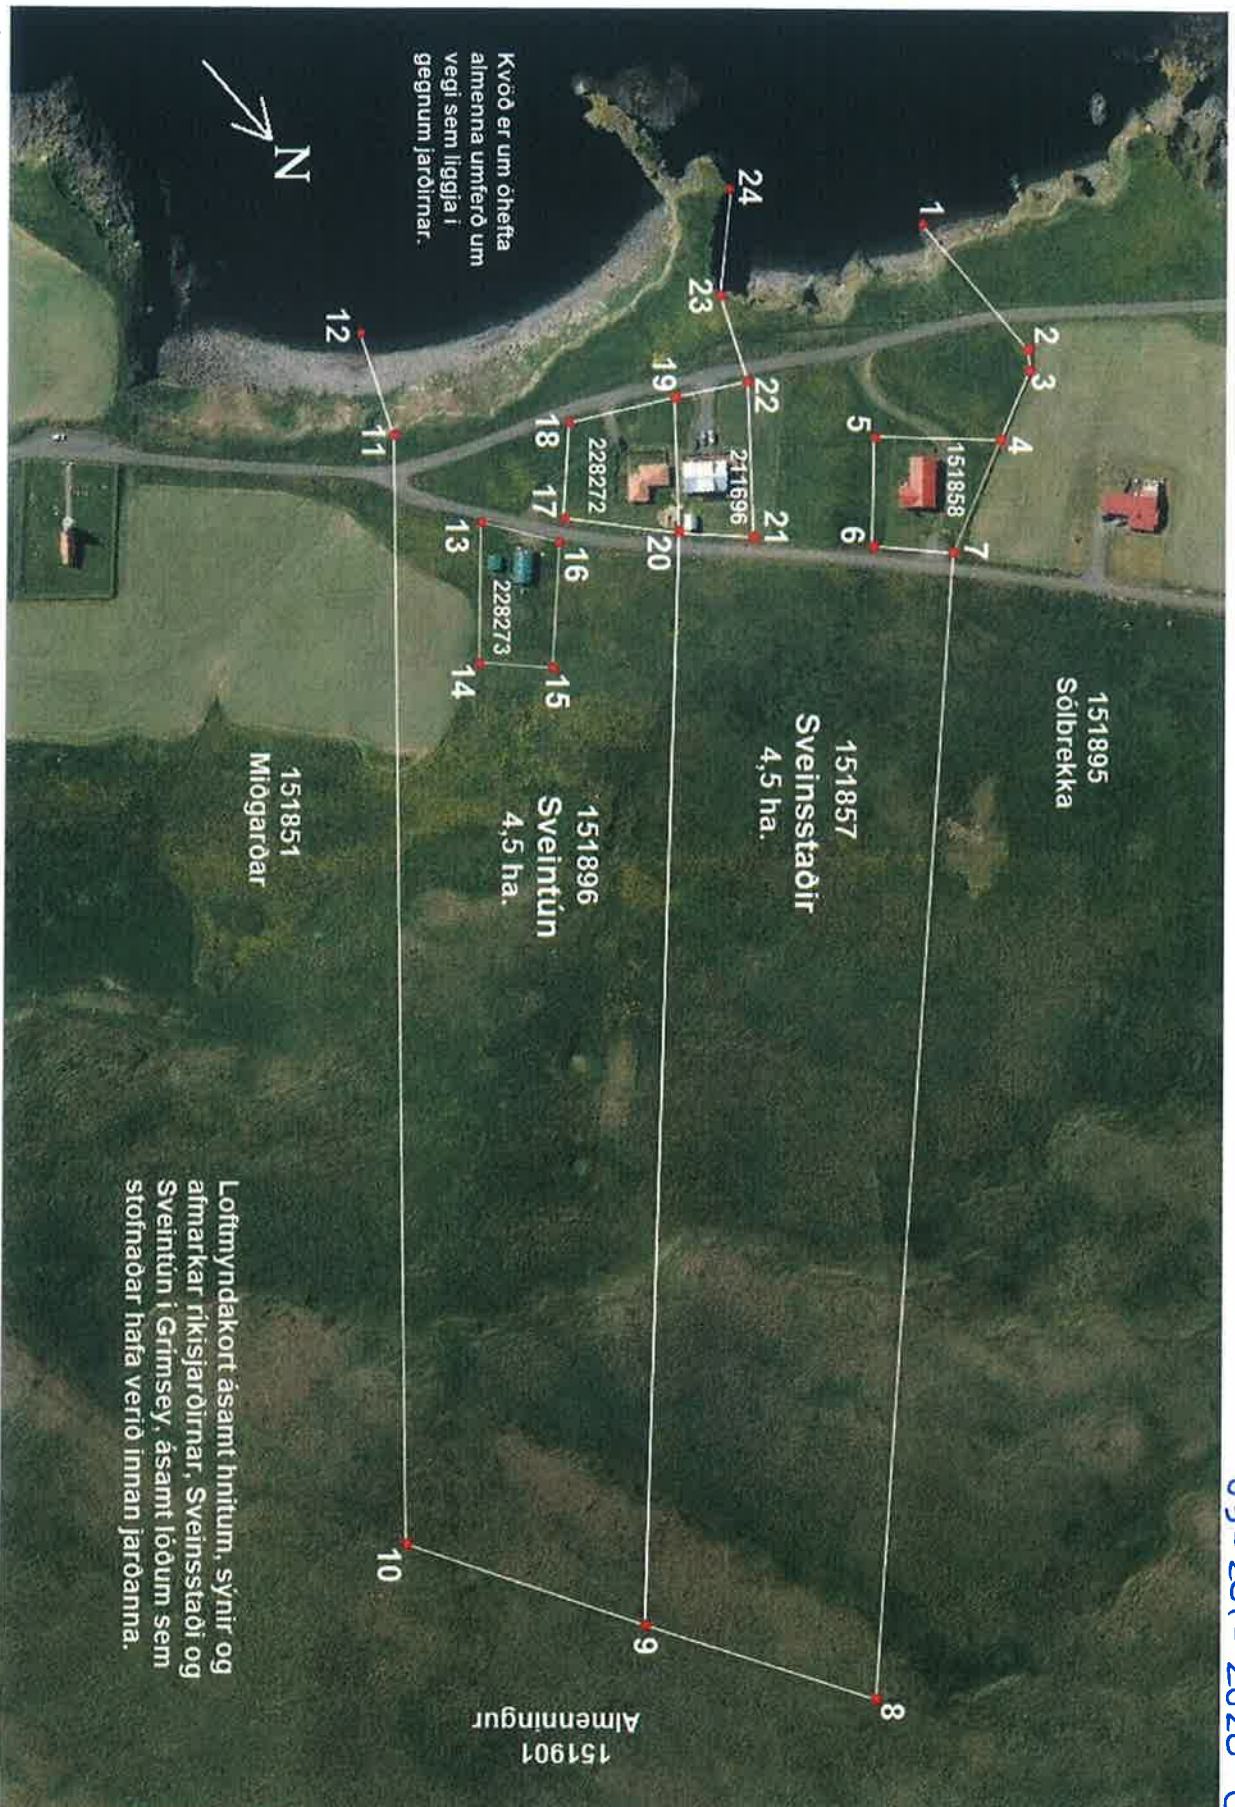 Kvöð er um óhefta
almenna umferð um
vegi sem liggja í
gegnum jarðirnar.
N
24
1
23
12
2
3
22
19
18
11
4
5
151858
211696
228272
17
13
20
21
6
7
16
228273
14
15
151895
Sólbrekka
151857
Sveinsstaðir
4,5 ha.
151896
Sveintún
4,5 ha.
151851
Miðgarðar
Loftmyndakort ásamt hnitum, sýnir og
afmarkar ríkisjarðirnar, Sveinsstaði og
Sveintún í Grímsey, ásamt lóðum sem
stofnaðar hafa verið innan jarðanna.
10
9
8
151901
Almenningur